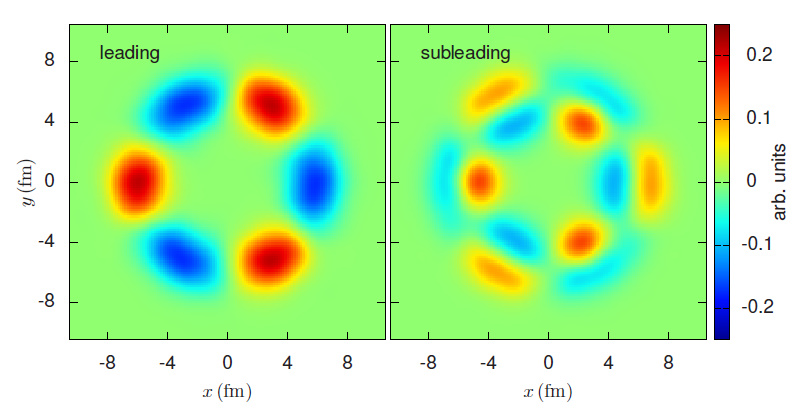 leading
subleading
8
4
0
-4
-8
y (fm)
-8 -4 0 4 8
x (fm)
-8 -4 0 4 8
x (fm)
0.2
0.1
0
-0.1
-0.2
arb. units